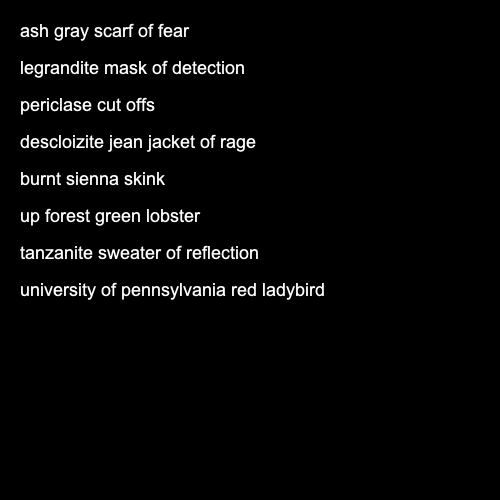 ash gray scarf of fear
legrandite mask of detection
periclase cut offs
descloizite jean jacket of rage
burnt sienna skink
up forest green lobster
tanzanite sweater of reflection
university of pennsylvania red ladybird